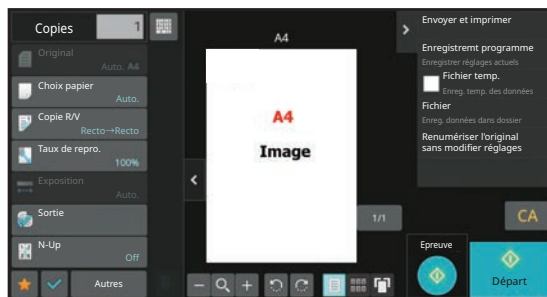 Copies
1
Original
Auto. A4
Choix papier
Auto.
Copie R/V
Recto→Recto
Taux de repro.
100%
Exposition
Auto.
Sortie
N-Up
Off
Autres
A4
A4
Image
1/1
Envoyer et imprimer
Enregistremt programme
Enregistrer réglages actuels
Fichier temp.
Enreg. temp. des données
Fichier
Enreg. données dans dossier
Renumériser l'original
sans modifier réglages
CA
Epreuve
Départ